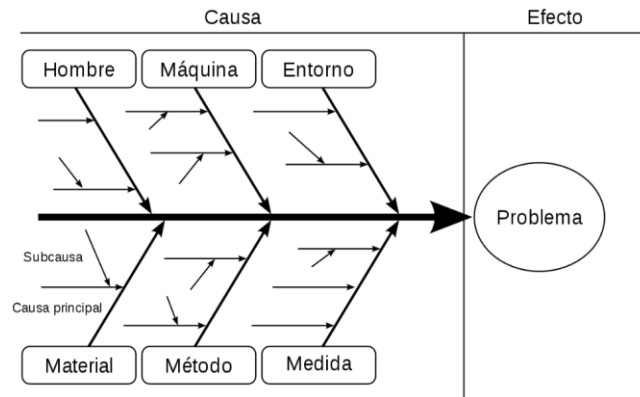 Causa
Efecto
Hombre
Máquina
Entorno
Problema
Subcausa
Causa principal
Material
Método
Medida